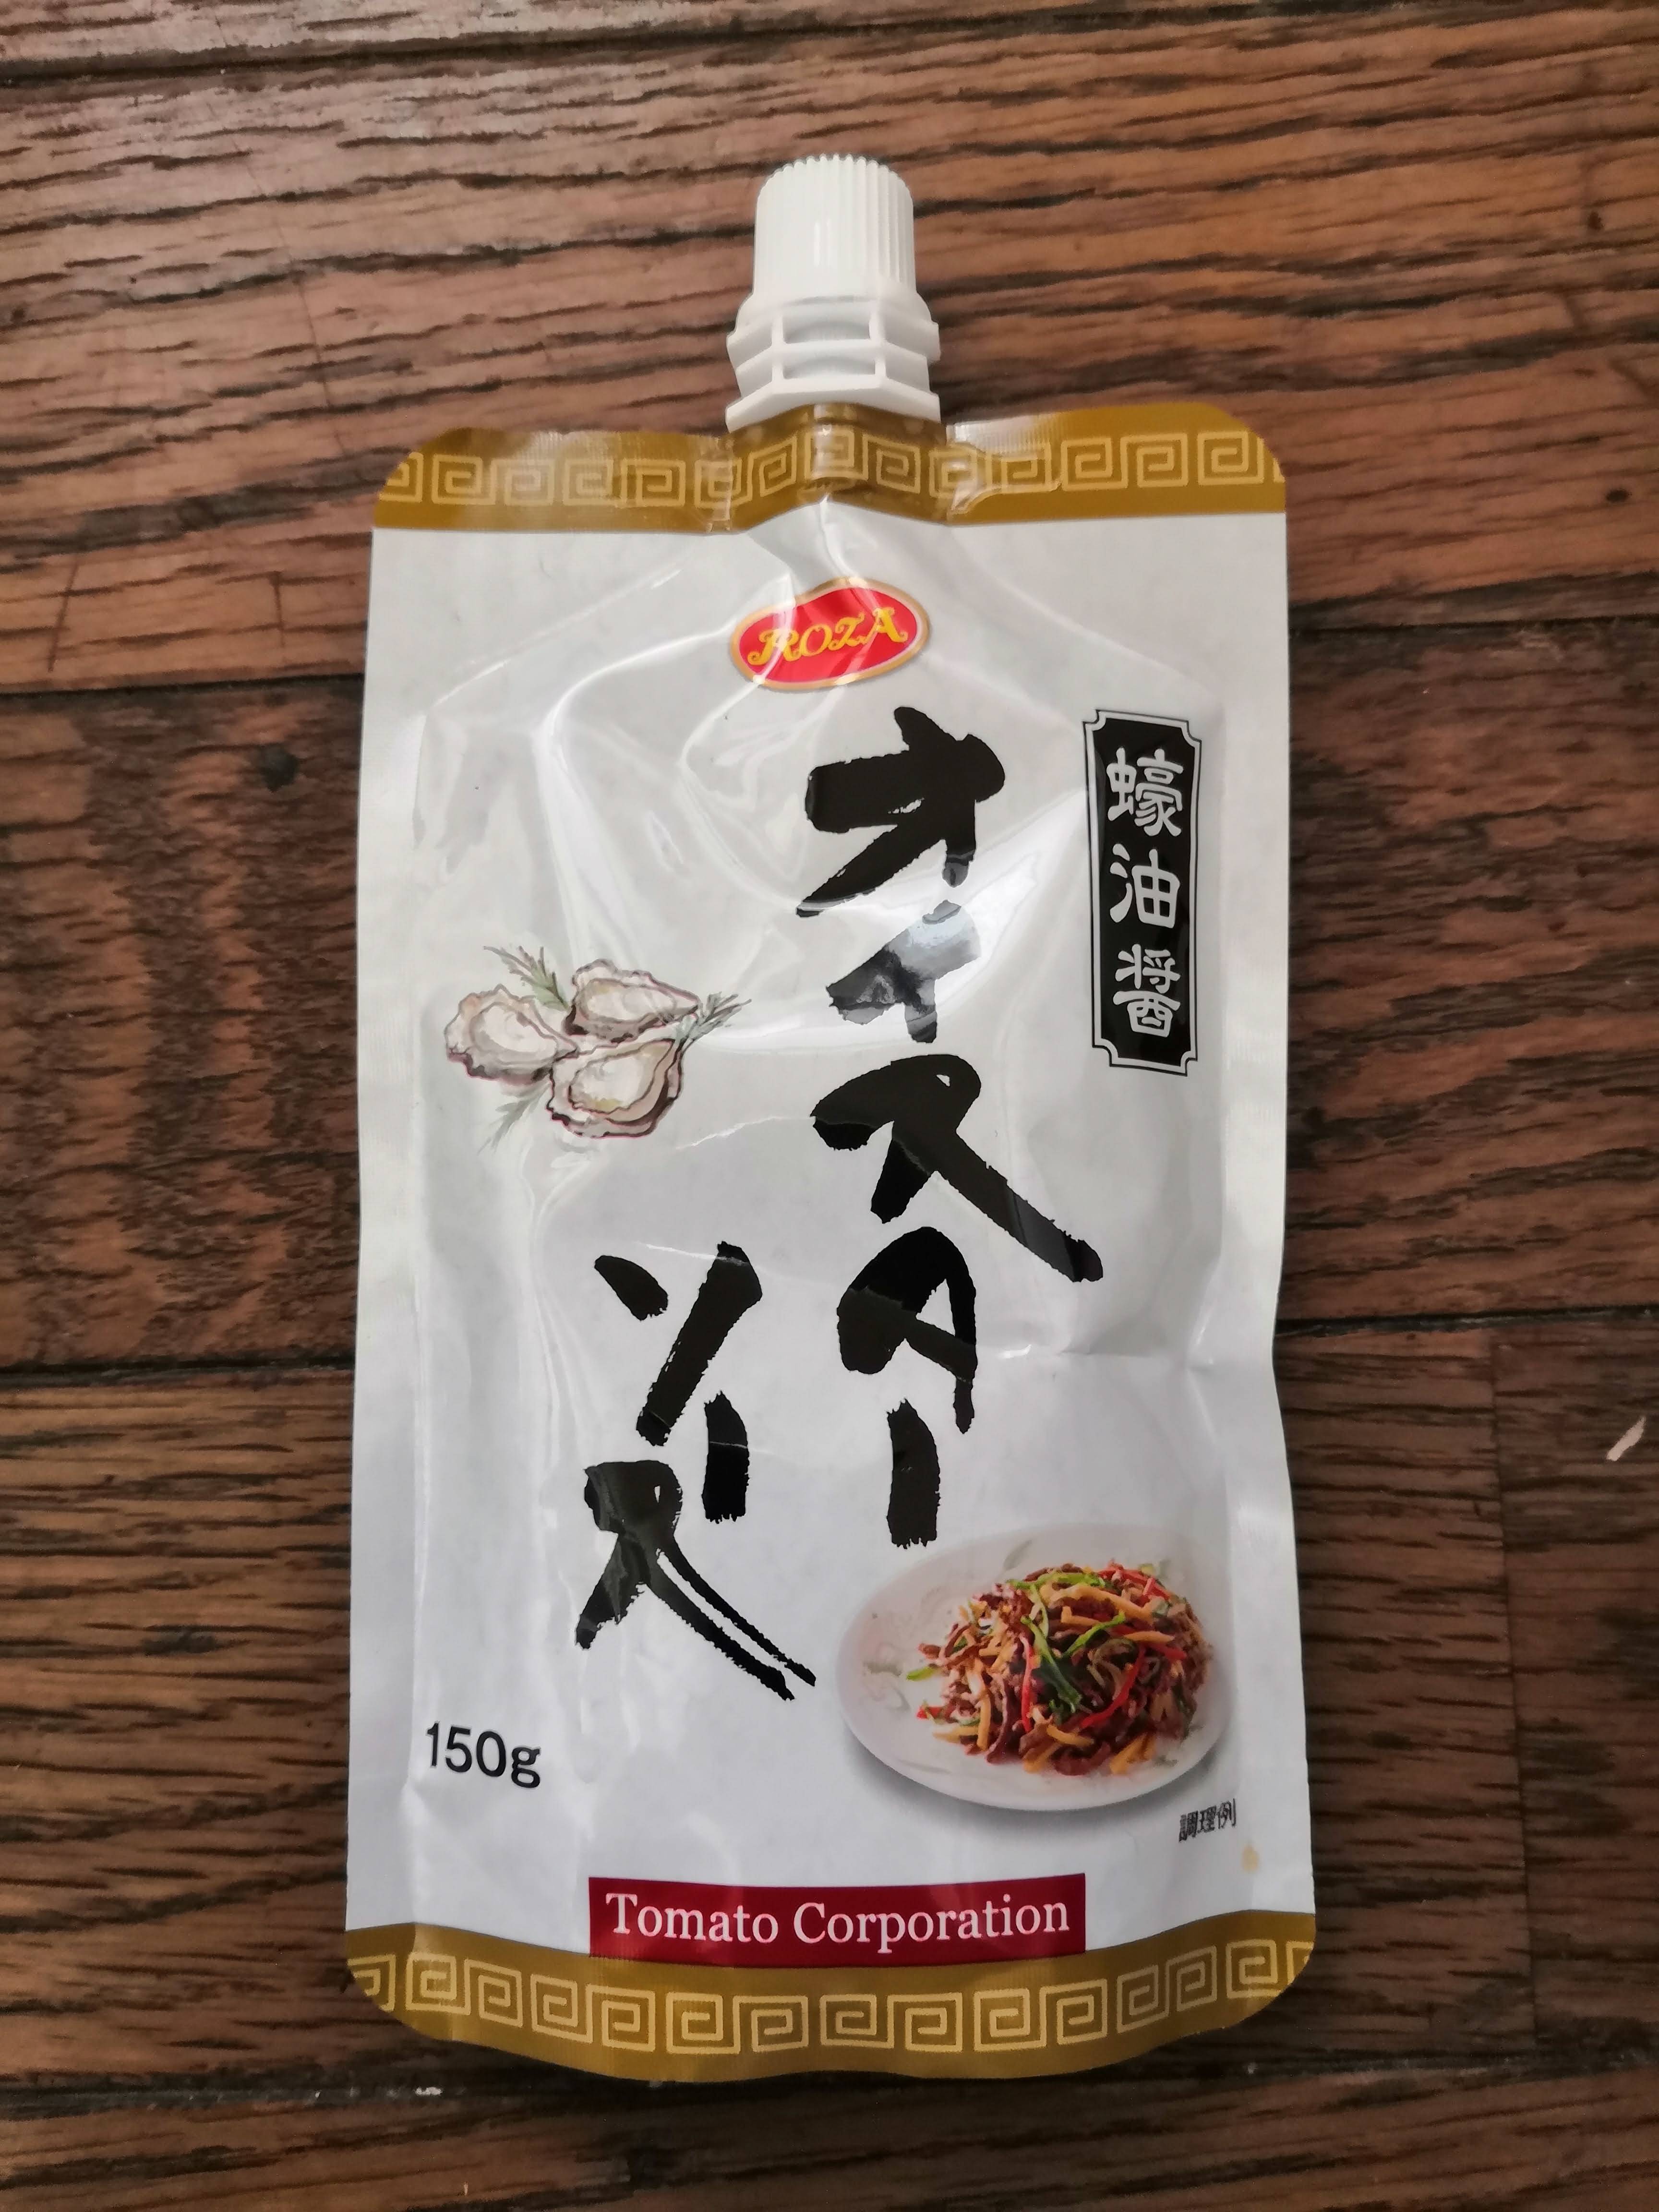 ROZA
蠔油醤
オイスター
ソース
150g
調理例
Tomato Corporation